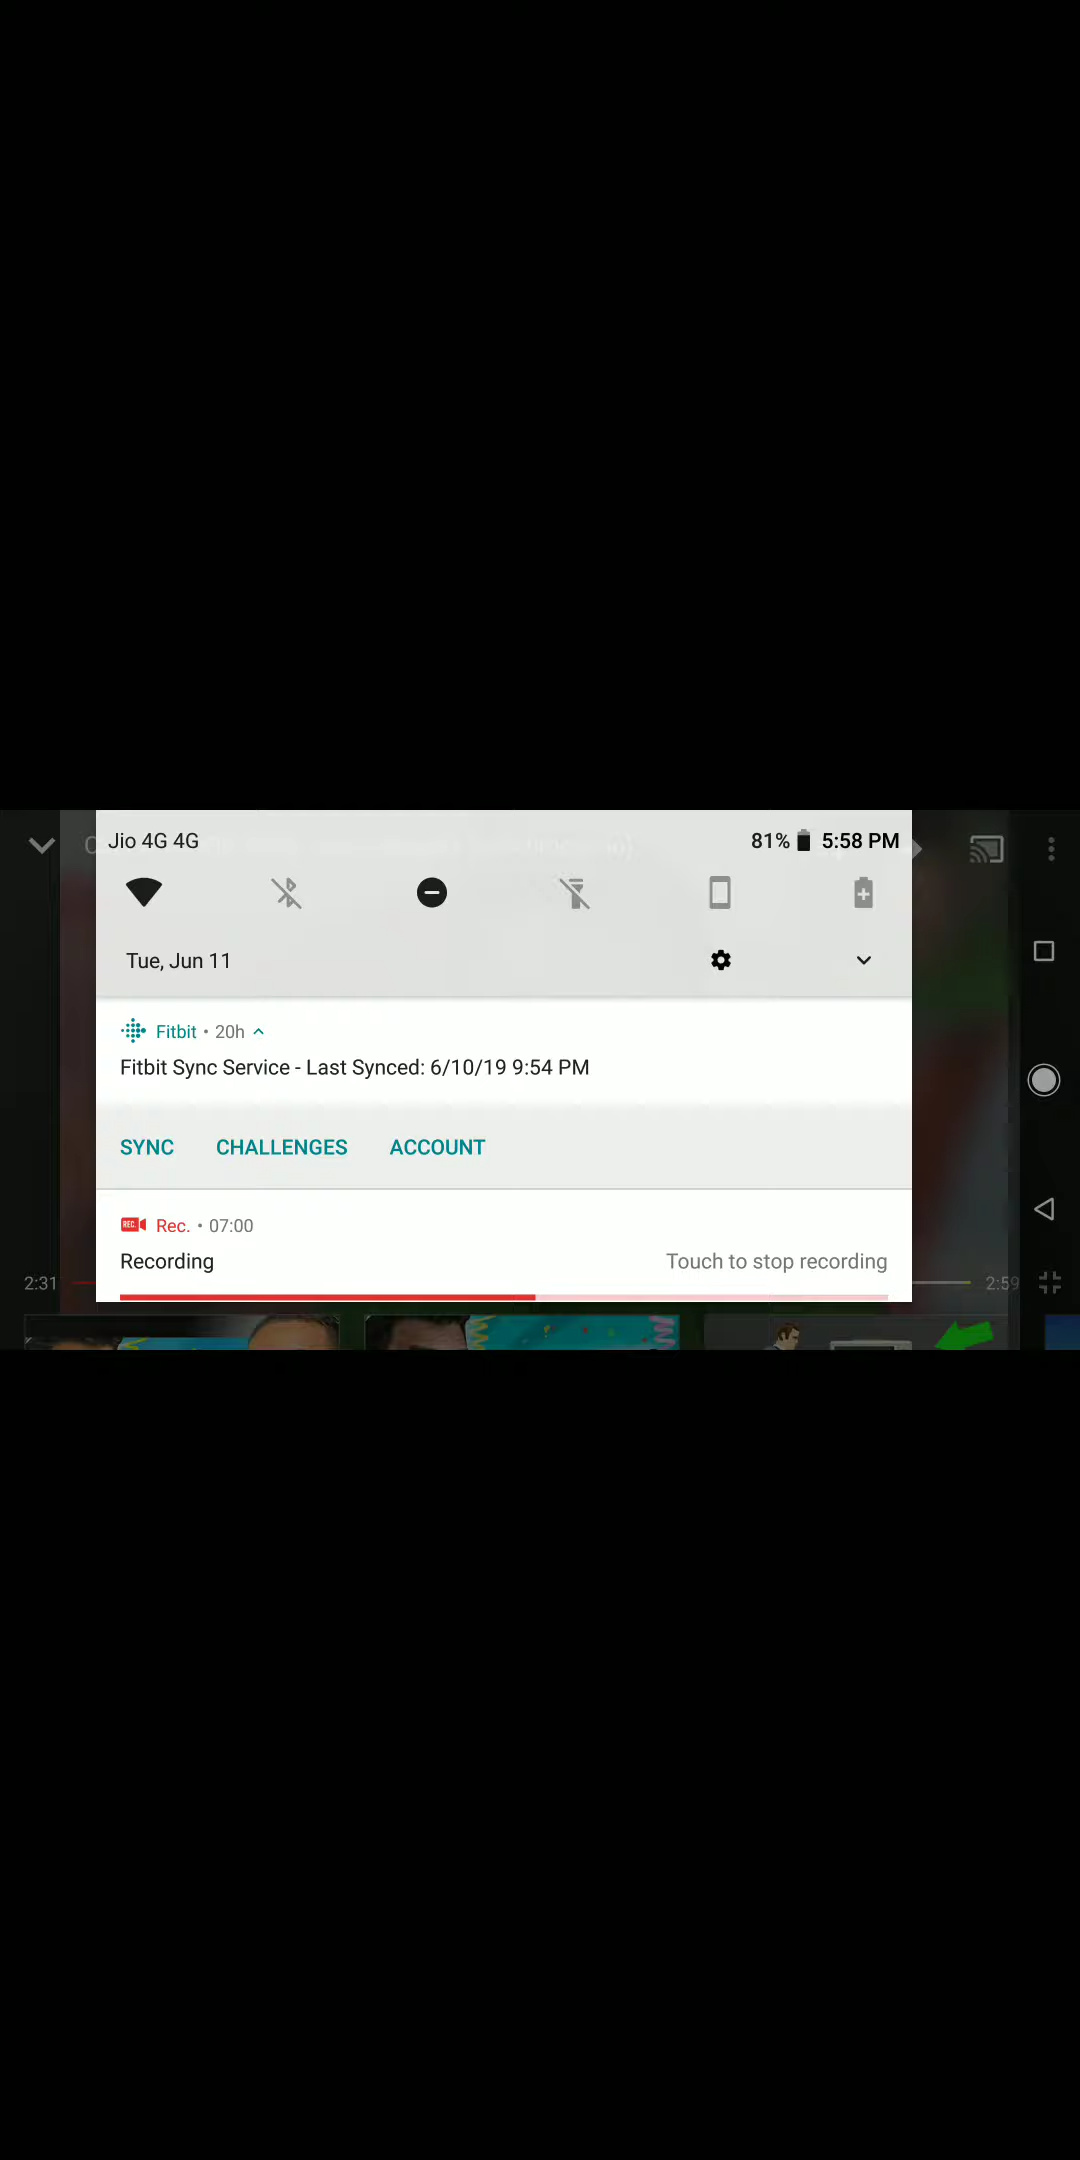 Jio 4G 4G
81% 5:58 PM
Tue, Jun 11
Fitbit • 20h
Fitbit Sync Service - Last Synced: 6/10/19 9:54 PM
SYNC CHALLENGES ACCOUNT
REC. Rec. • 07:00
Recording Touch to stop recording
2:31 2:59